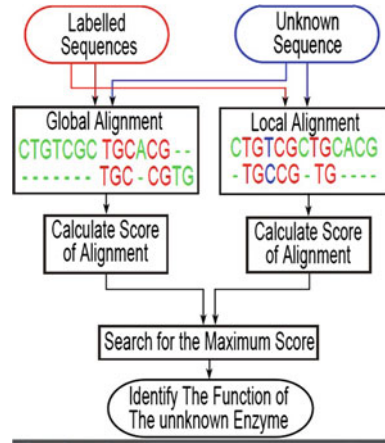 Labelled
Sequences
Unknown
Sequence
Global Alignment
CTGTCGC TGCACG --
------- TGC - CGTG
Local Alignment
CTGTCGCTGCACG
- TGCCG - TG ----
Calculate Score
of Alignment
Calculate Score
of Alignment
Search for the Maximum Score
Identify The Function of
The unnknown Enzyme